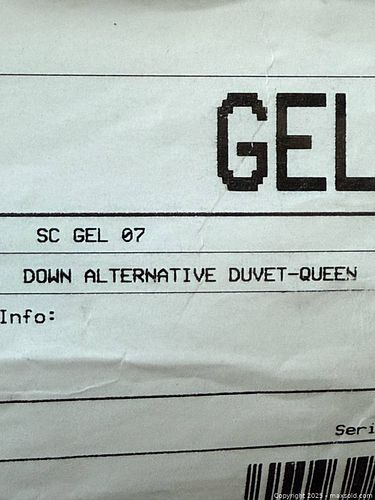 GEL
SC GEL 07
DOWN ALTERNATIVE DUVET-QUEEN
Info:
Seri
Copyright 2025 - maxsold.com